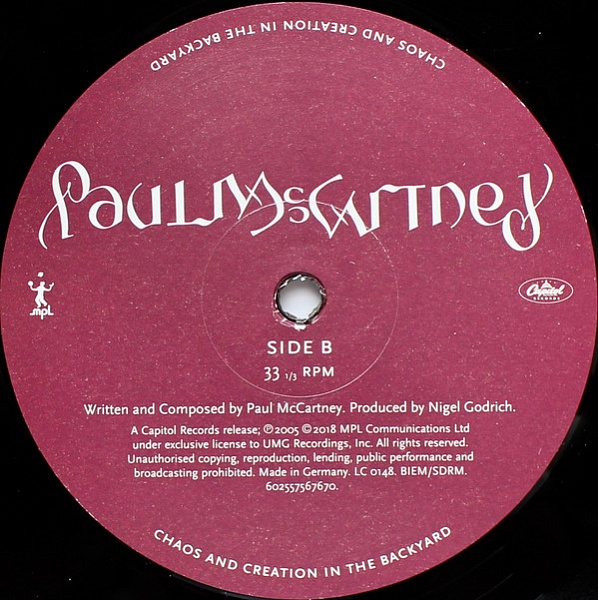 CHAOS AND CREATION IN THE BACKYARD
PaulMcCartney
mpl
Capitol
RECORDS
SIDE B
33 1/3 RPM
Written and Composed by Paul McCartney. Produced by Nigel Godrich.
A Capitol Records release; ℗2005 ©2018 MPL Communications Ltd
under exclusive license to UMG Recordings, Inc. All rights reserved.
Unauthorised copying, reproduction, lending, public performance and
broadcasting prohibited. Made in Germany. LC 0148. BIEM/SDRM.
602557567670.
CHAOS AND CREATION IN THE BACKYARD